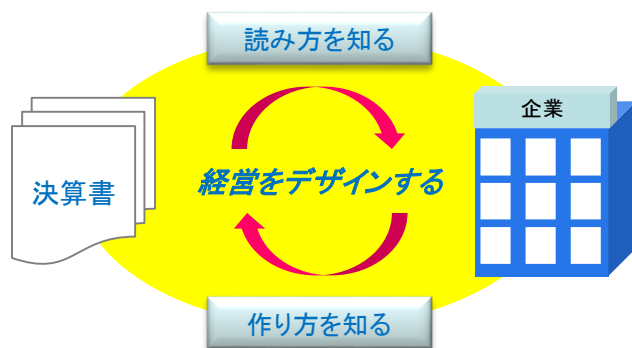 読み方を知る
企業
決算書
経営をデザインする
作り方を知る